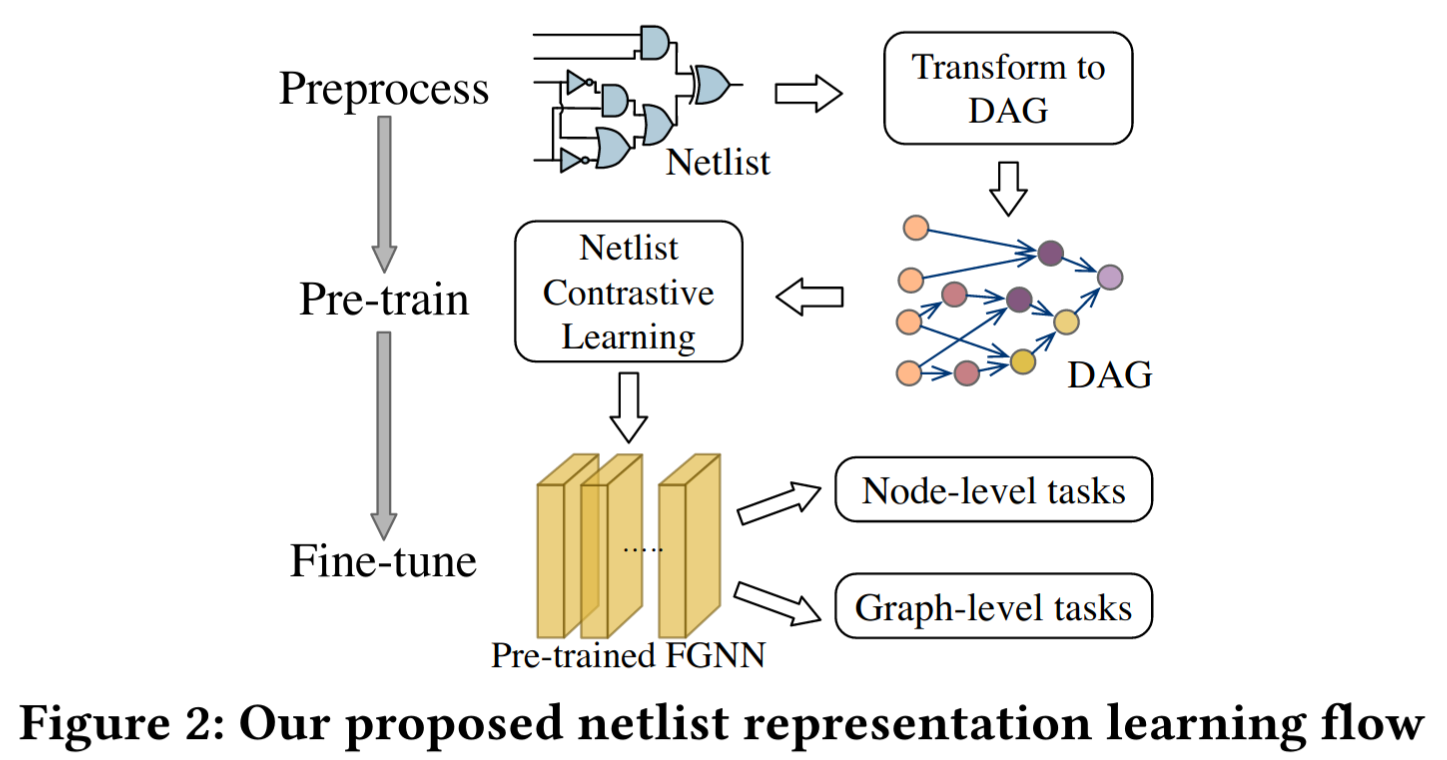 Preprocess
Netlist
Transform to
DAG
Pre-train
Netlist
Contrastive
Learning
DAG
Fine-tune
.....
Pre-trained FGNN
Node-level tasks
Graph-level tasks
Figure 2: Our proposed netlist representation learning flow